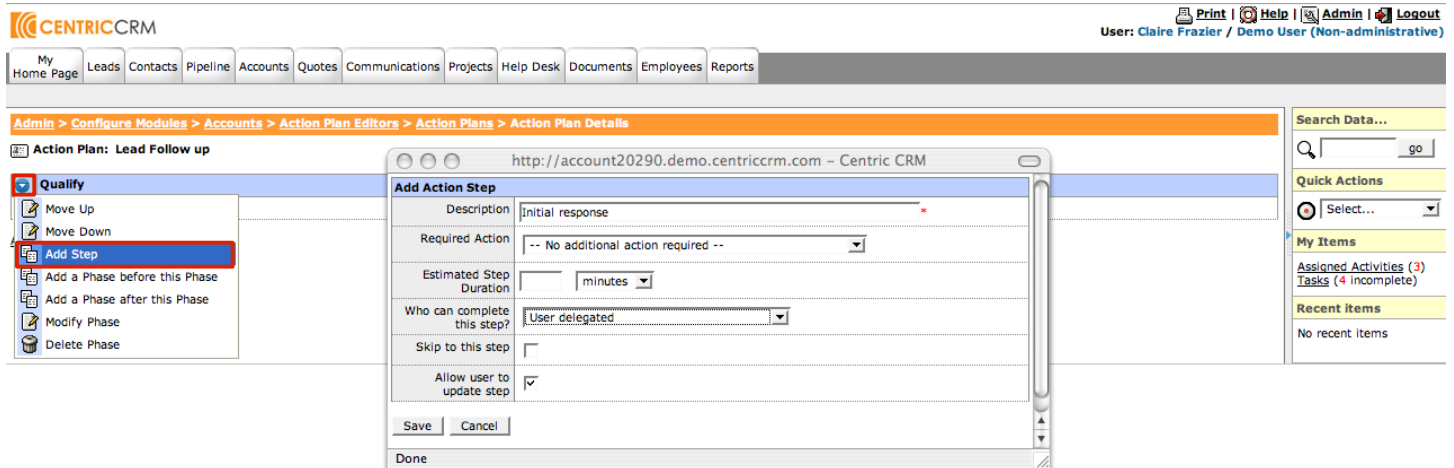 CENTRIC CRM
Print | Help | Admin | Logout
User: Claire Frazier / Demo User (Non-administrative)
My Home Page Leads Contacts Pipeline Accounts Quotes Communications Projects Help Desk Documents Employees Reports
Admin > Configure Modules > Accounts > Action Plan Editors > Action Plans > Action Plan Details
Action Plan: Lead Follow up
Qualify
Move Up
Move Down
Add Step
Add a Phase before this Phase
Add a Phase after this Phase
Modify Phase
Delete Phase
http://account20290.demo.centriccrm.com – Centric CRM
Add Action Step
Description Initial response *
Required Action -- No additional action required --
Estimated Step Duration minutes
Who can complete this step? User delegated
Skip to this step
Allow user to update step
Save Cancel
Done
Search Data...
go
Quick Actions
Select...
My Items
Assigned Activities (3)
Tasks (4 incomplete)
Recent items
No recent items